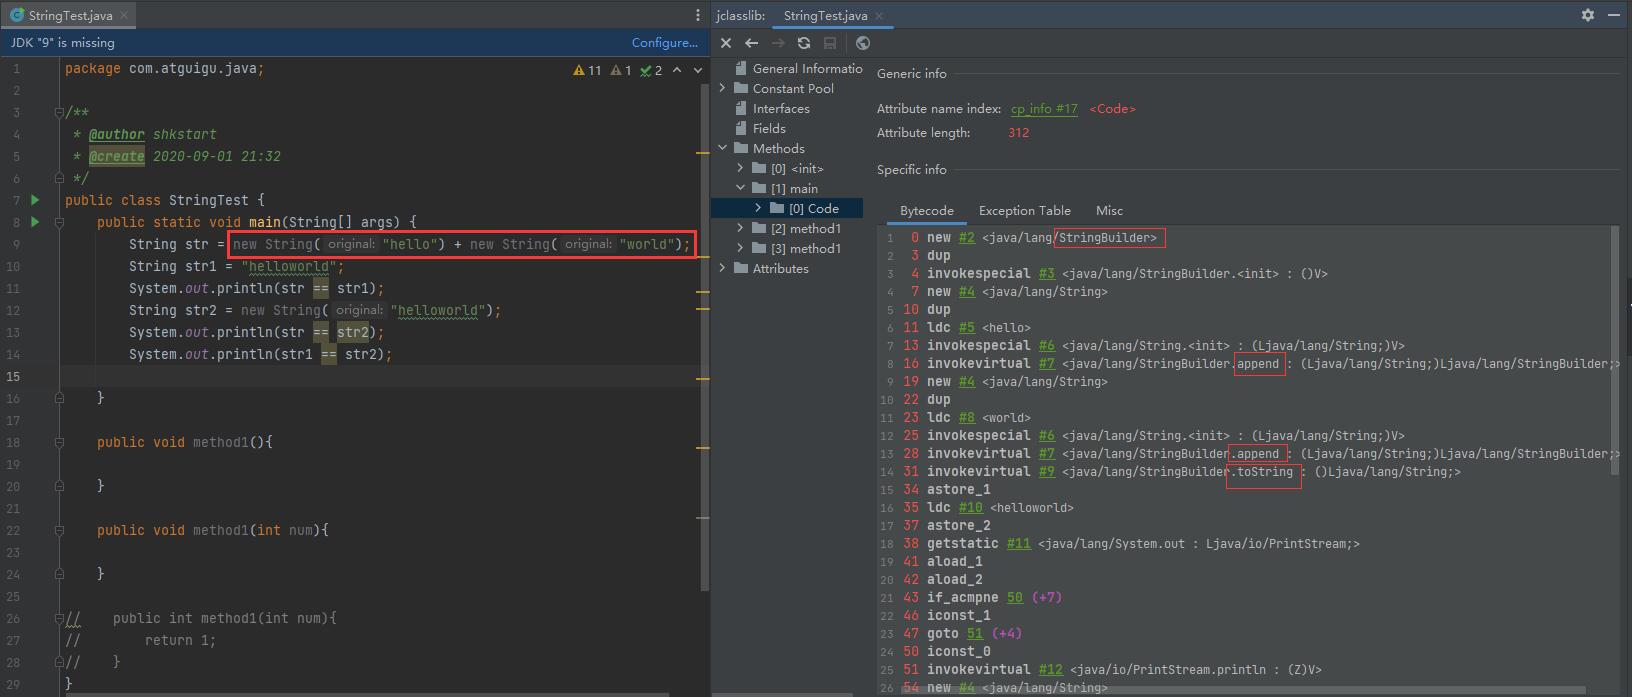 StringTest.java
JDK "9" is missing
Configure...
11 1 2
1 package com.atguigu.java;
2
3 /**
4 * @author shkstart
5 * @create 2020-09-01 21:32
6 */
7 public class StringTest {
8 public static void main(String[] args) {
9 String str = new String( original: "hello") + new String( original: "world");
10 String str1 = "helloworld";
11 System.out.println(str == str1);
12 String str2 = new String( original: "helloworld");
13 System.out.println(str == str2);
14 System.out.println(str1 == str2);
15
16 }
17
18 public void method1(){
19
20 }
21
22 public void method1(int num){
23
24 }
25
26 // public int method1(int num){
27 // return 1;
28 // }
29 }
jclasslib: StringTest.java
General Informatio
Constant Pool
Interfaces
Fields
Methods
[0] <init>
[1] main
[0] Code
[2] method1
[3] method1
Attributes
Generic info
Attribute name index: cp_info #17 <Code>
Attribute length: 312
Specific info
Bytecode Exception Table Misc
1 0 new #2 <java/lang/StringBuilder>
2 3 dup
3 4 invokespecial #3 <java/lang/StringBuilder.<init> : ()V>
4 7 new #4 <java/lang/String>
5 10 dup
6 11 ldc #5 <hello>
7 13 invokespecial #6 <java/lang/String.<init> : (Ljava/lang/String;)V>
8 16 invokevirtual #7 <java/lang/StringBuilder.append : (Ljava/lang/String;)Ljava/lang/StringBuilder;>
9 19 new #4 <java/lang/String>
10 22 dup
11 23 ldc #8 <world>
12 25 invokespecial #6 <java/lang/String.<init> : (Ljava/lang/String;)V>
13 28 invokevirtual #7 <java/lang/StringBuilder.append : (Ljava/lang/String;)Ljava/lang/StringBuilder;>
14 31 invokevirtual #9 <java/lang/StringBuilder.toString : ()Ljava/lang/String;>
15 34 astore_1
16 35 ldc #10 <helloworld>
17 37 astore_2
18 38 getstatic #11 <java/lang/System.out : Ljava/io/PrintStream;>
19 41 aload_1
20 42 aload_2
21 43 if_acmpne 50 (+7)
22 46 iconst_1
23 47 goto 51 (+4)
24 50 iconst_0
25 51 invokevirtual #12 <java/io/PrintStream.println : (Z)V>
26 54 new #4 <java/lang/String>